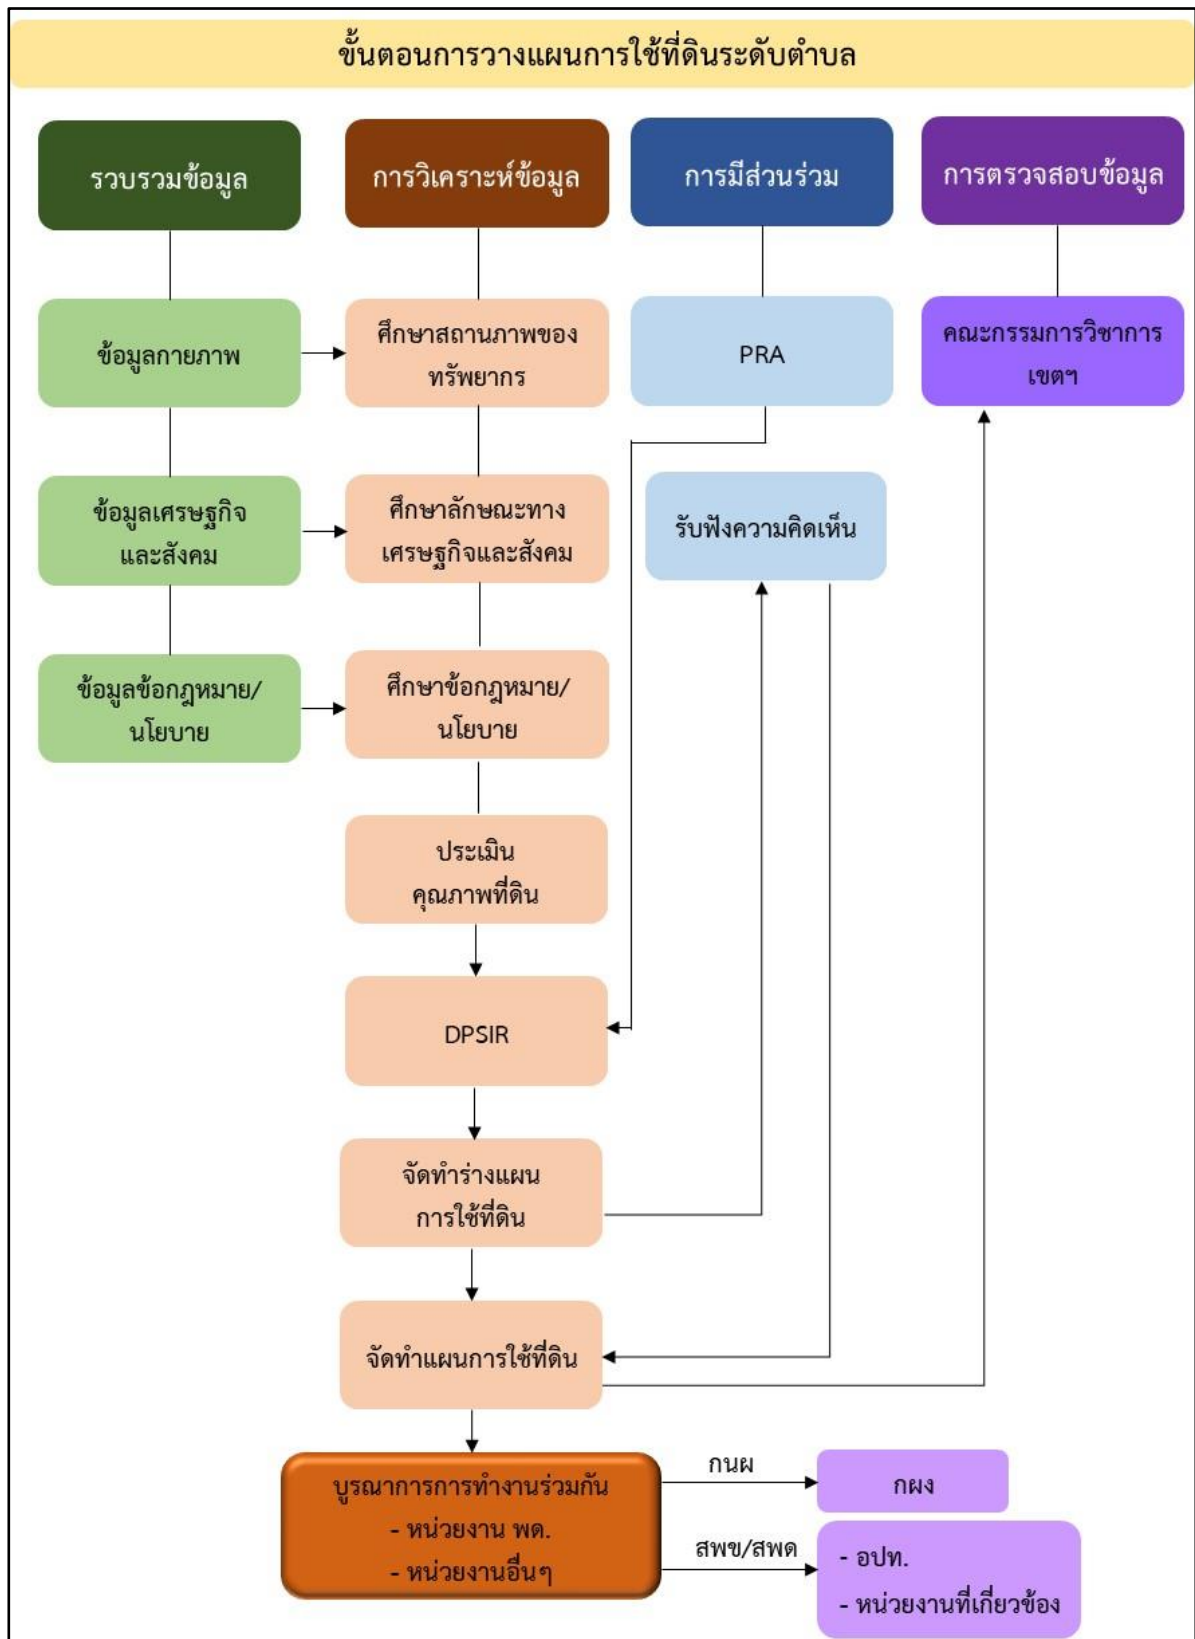 ขั้นตอนการวางแผนการใช้ที่ดินระดับตำบล
รวบรวมข้อมูล
การวิเคราะห์ข้อมูล
การมีส่วนร่วม
การตรวจสอบข้อมูล
ข้อมูลกายภาพ
ศึกษาสถานภาพของ
ทรัพยากร
PRA
คณะกรรมการวิชาการ
เขตฯ
ข้อมูลเศรษฐกิจ
และสังคม
ศึกษาลักษณะทาง
เศรษฐกิจและสังคม
รับฟังความคิดเห็น
ข้อมูลข้อกฎหมาย/
นโยบาย
ศึกษาข้อกฎหมาย/
นโยบาย
ประเมิน
คุณภาพที่ดิน
DPSIR
จัดทำร่างแผน
การใช้ที่ดิน
จัดทำแผนการใช้ที่ดิน
บูรณาการการทำงานร่วมกัน
- หน่วยงาน พด.
- หน่วยงานอื่นๆ
กนผ
กผง
สพข/สพด
- อปท.
- หน่วยงานที่เกี่ยวข้อง